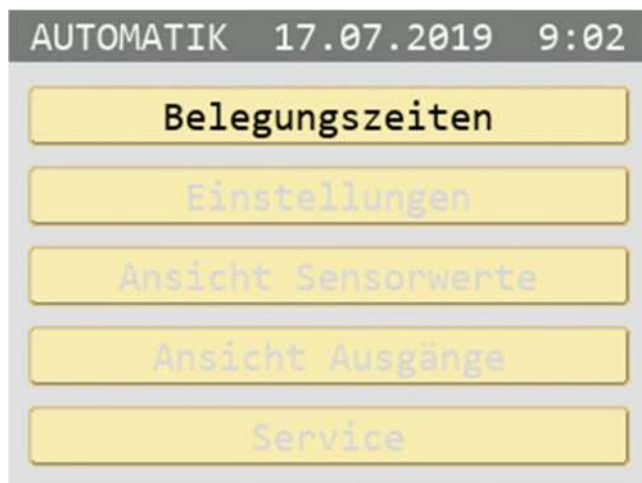 AUTOMATIK 17.07.2019 9:02
Belegungszeiten
Einstellungen
Ansicht Sensorwerte
Ansicht Ausgänge
Service